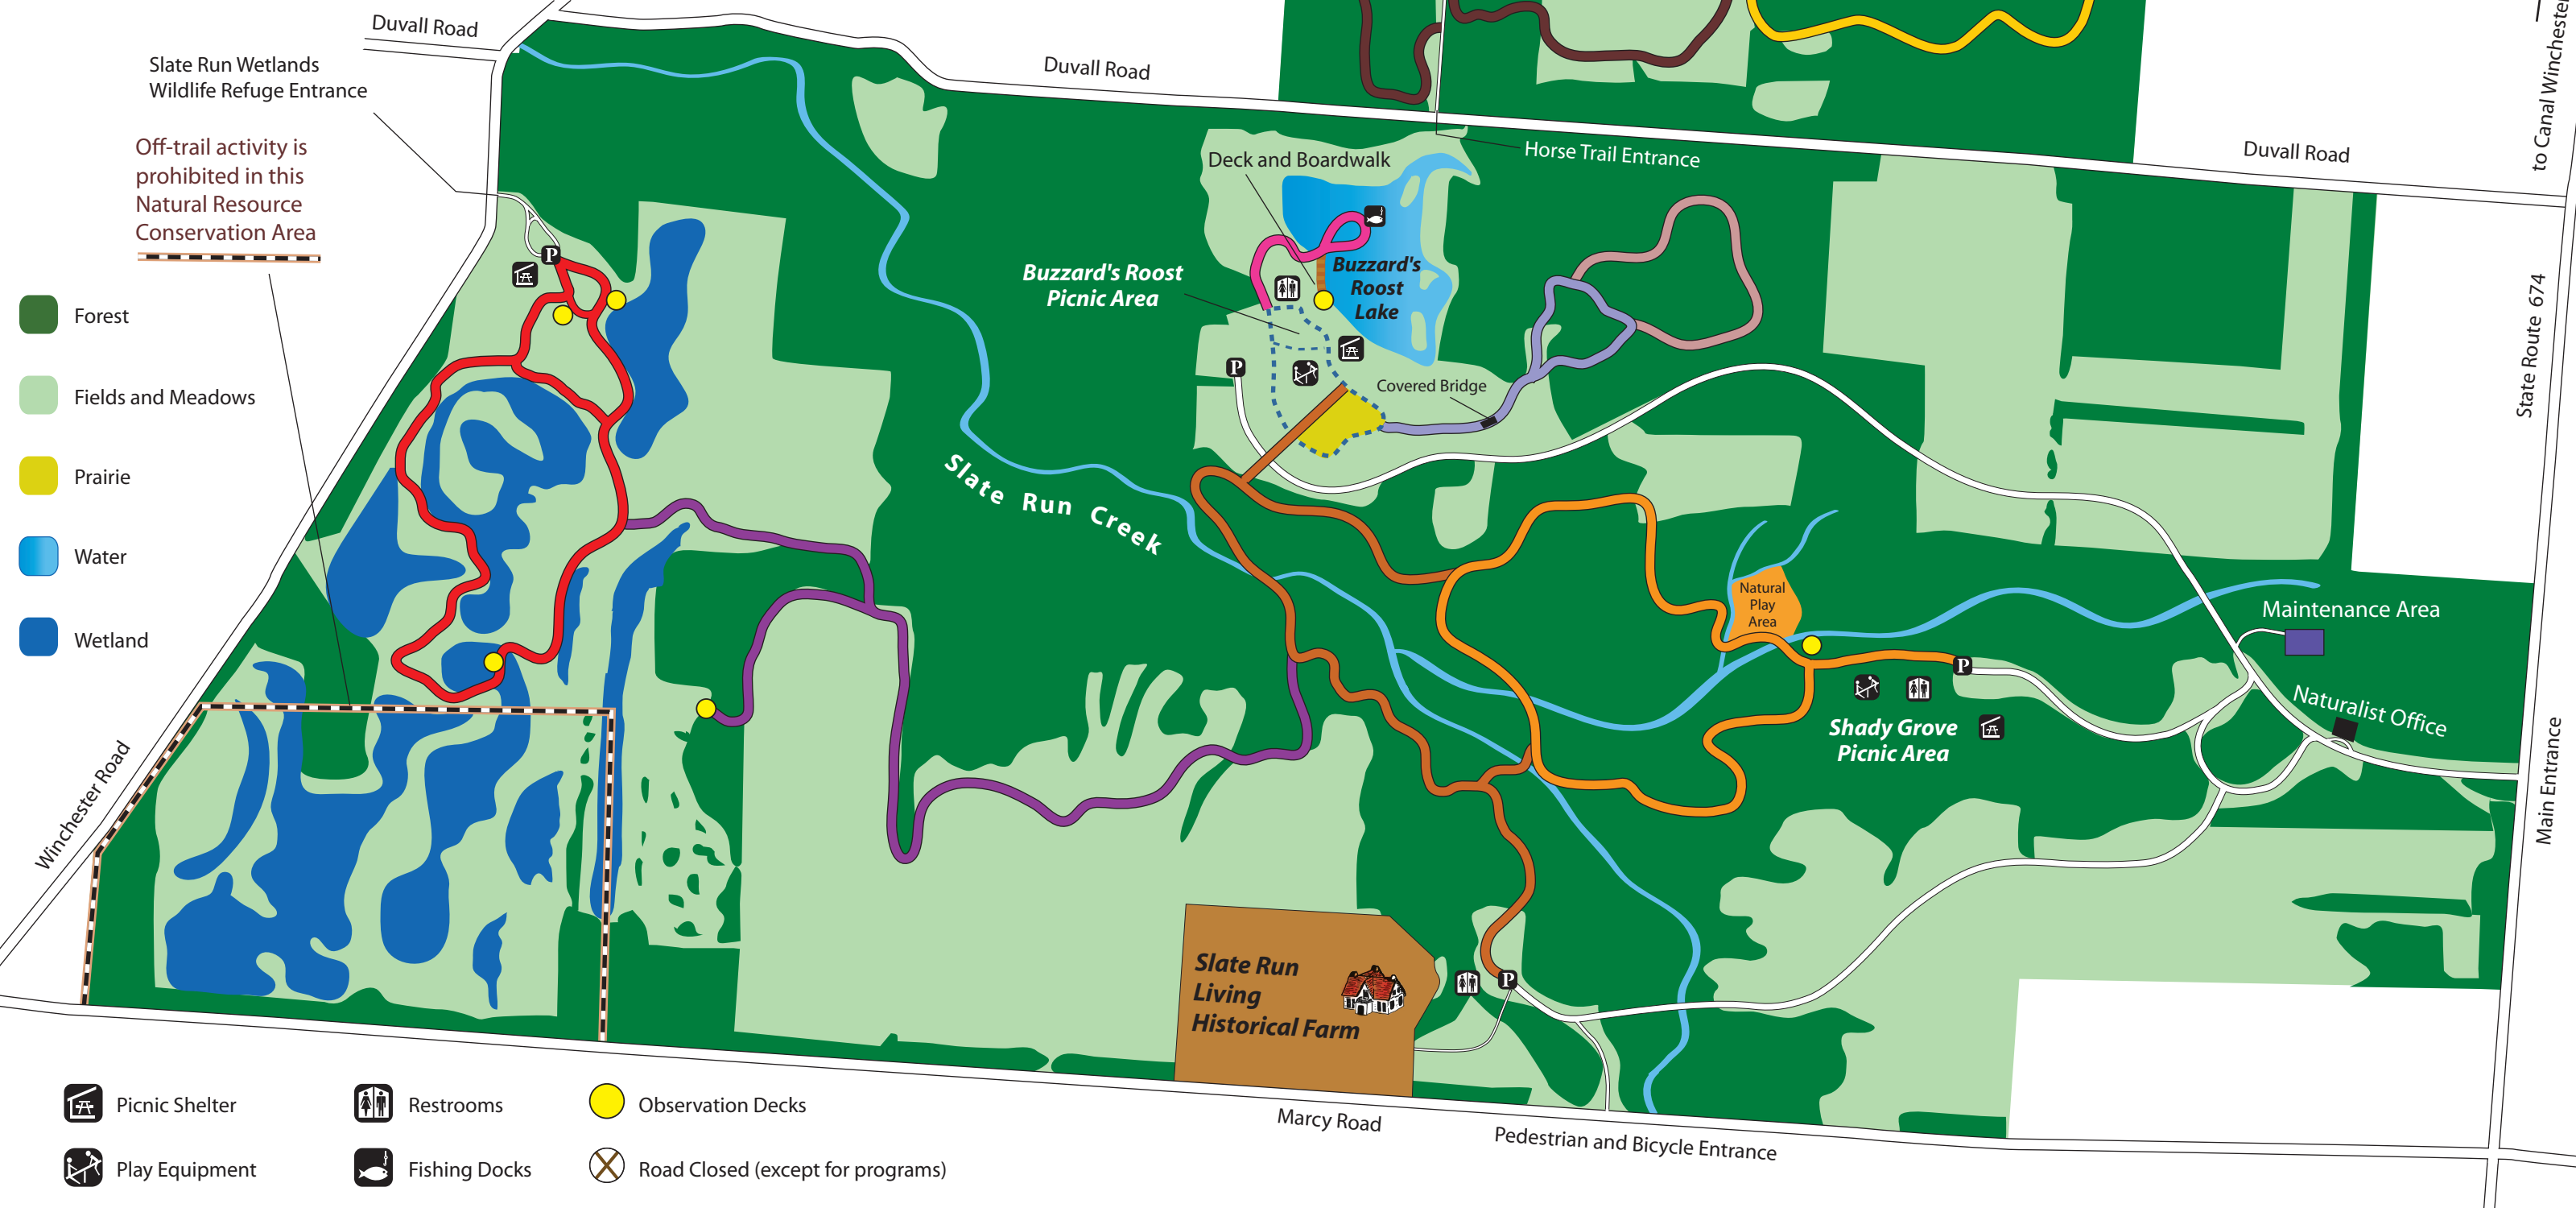 Duvall Road
Slate Run Wetlands
Wildlife Refuge Entrance
Off-trail activity is
prohibited in this
Natural Resource
Conservation Area
Forest
Fields and Meadows
Prairie
Water
Wetland
Winchester Road
P
Duvall Road
Horse Trail Entrance
Duvall Road
to Canal Winchester
State Route 674
Deck and Boardwalk
Buzzard's Roost
Picnic Area
Buzzard's
Roost
Lake
P
Covered Bridge
Slate Run Creek
Natural
Play
Area
P
Shady Grove
Picnic Area
Maintenance Area
Naturalist Office
Main Entrance
Slate Run
Living
Historical Farm
P
Marcy Road
Pedestrian and Bicycle Entrance
Picnic Shelter
Restrooms
Observation Decks
Play Equipment
Fishing Docks
Road Closed (except for programs)